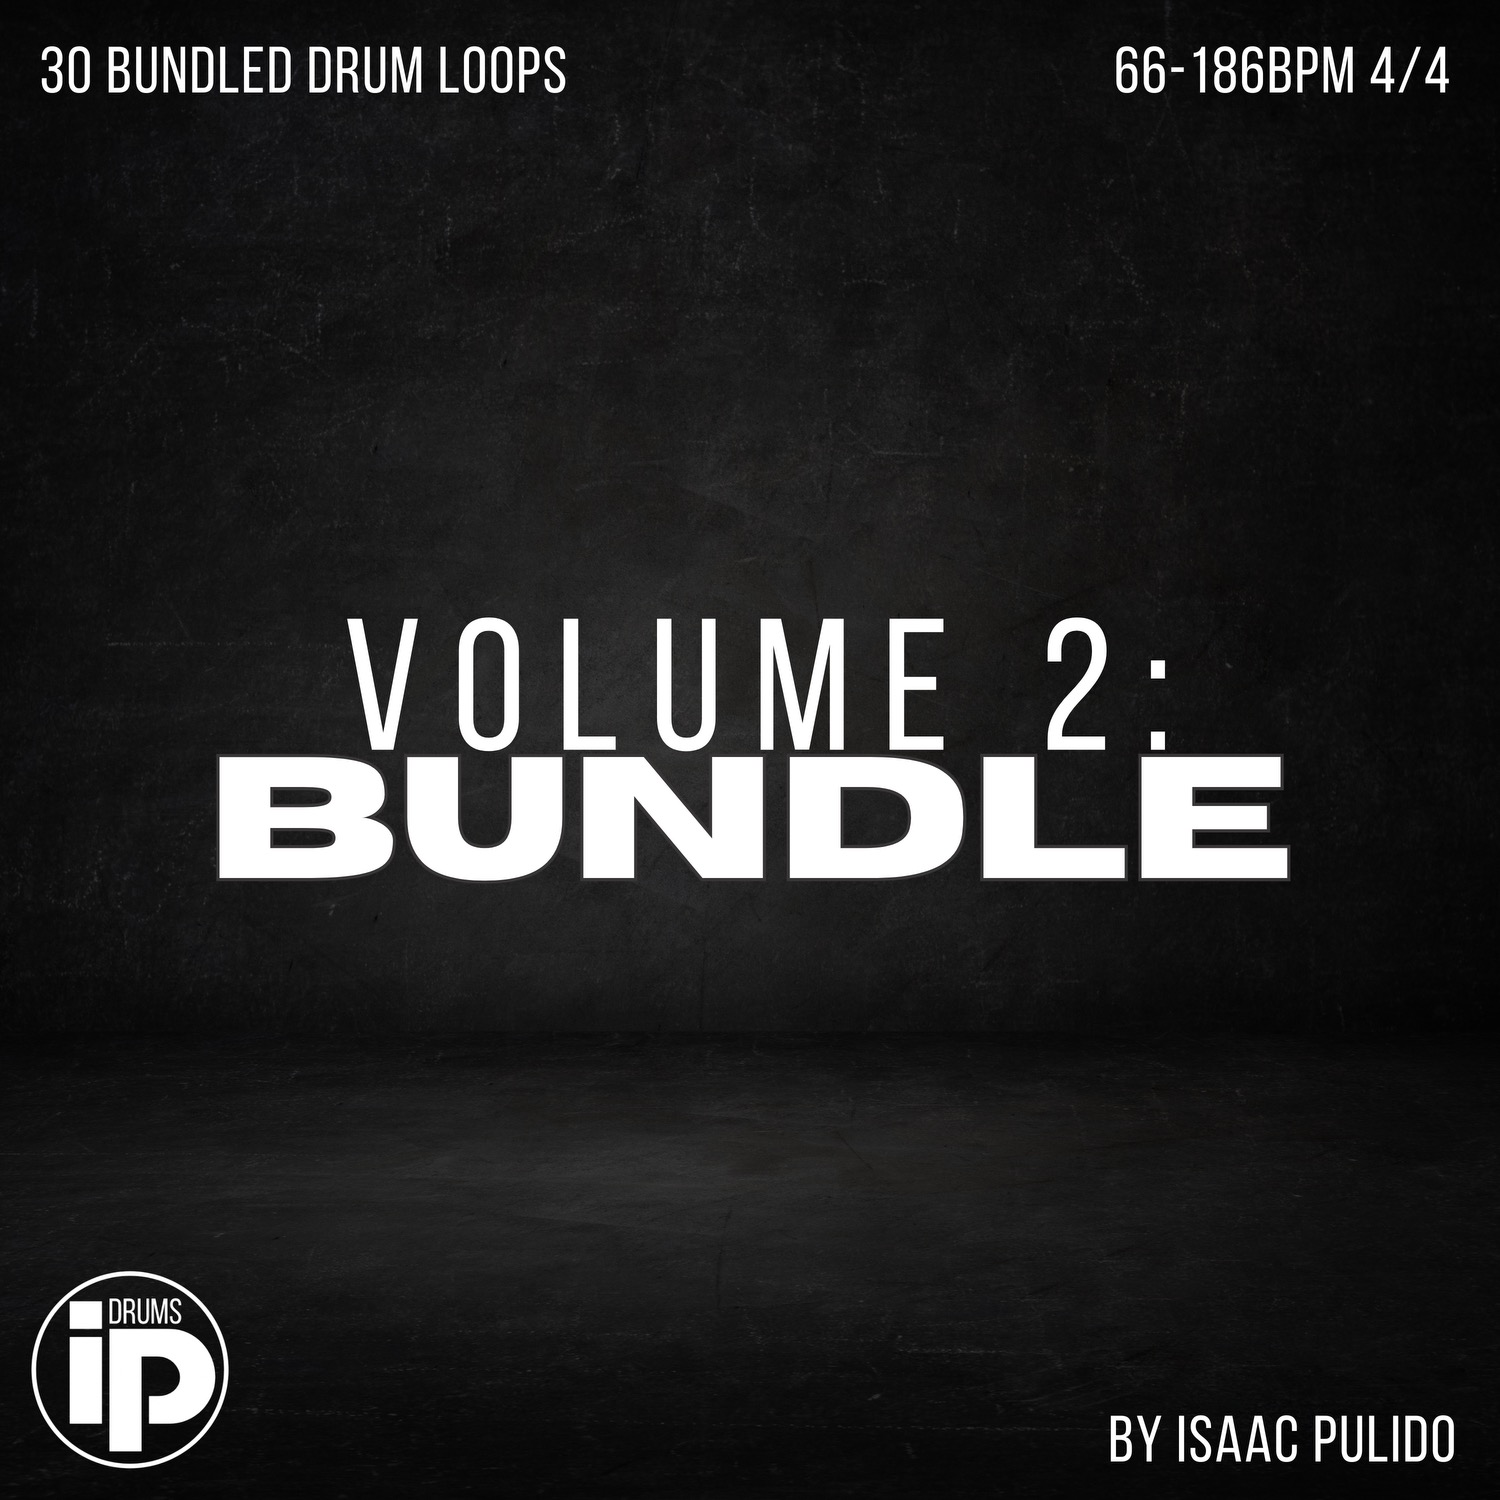 30 BUNDLED DRUM LOOPS
66-186BPM 4/4
VOLUME 2:
BUNDLE
DRUMS
iP
BY ISAAC PULIDO